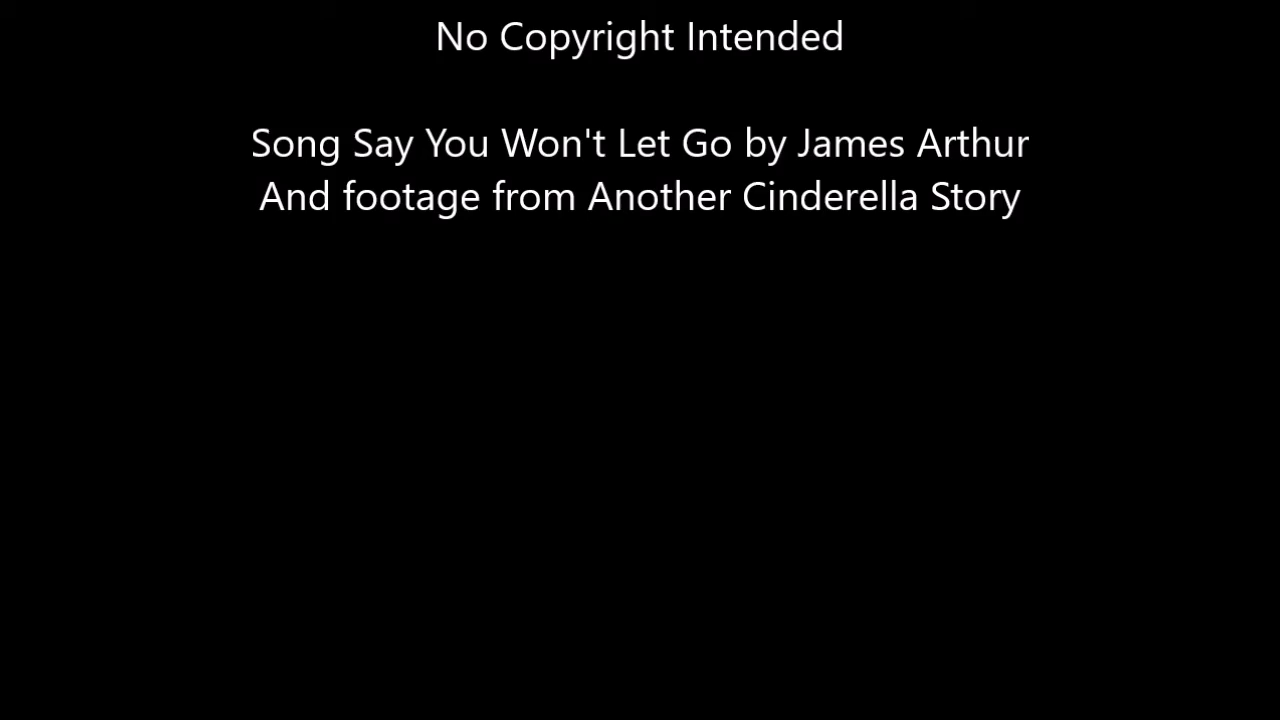 No Copyright Intended
Song Say You Won't Let Go by James Arthur
And footage from Another Cinderella Story